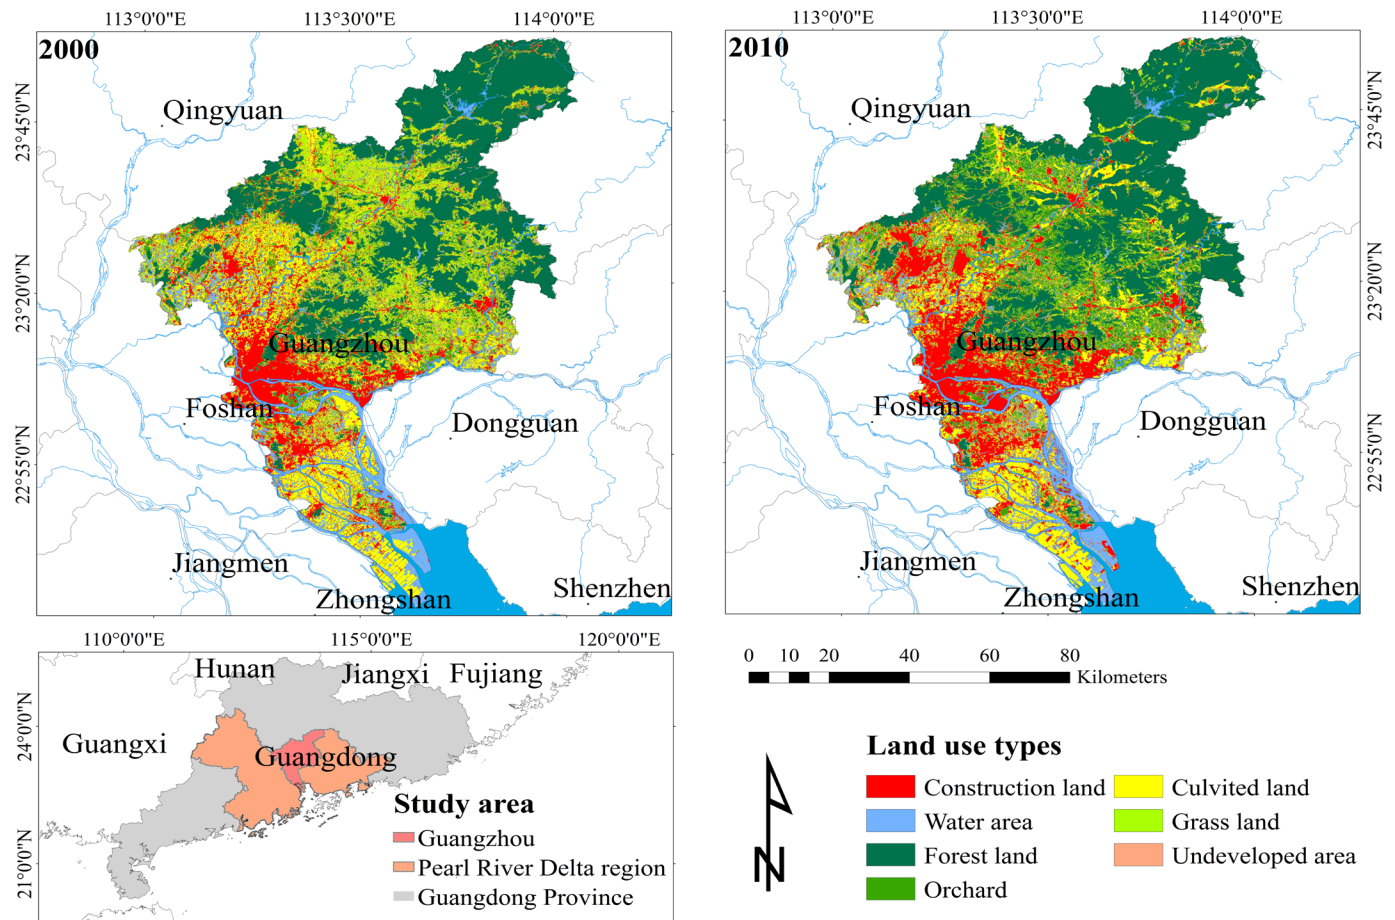 113°0'0"E 113°30'0"E 114°0'0"E
113°0'0"E 113°30'0"E 114°0'0"E
2000
23°45'0"N
23°20'0"N
22°55'0"N
Qingyuan
Guangzhou
Foshan
Dongguan
Jiangmen
Zhongshan
Shenzhen
2010
23°45'0"N
23°20'0"N
22°55'0"N
Qingyuan
Guangzhou
Foshan
Dongguan
Jiangmen
Zhongshan
Shenzhen
110°0'0"E 115°0'0"E 120°0'0"E
24°0'0"N
21°0'0"N
Hunan Jiangxi Fujiang
Guangxi
Guangdong
Study area
Guangzhou
Pearl River Delta region
Guangdong Province
0 10 20 40 60 80
Kilometers
N
Land use types
Construction land
Water area
Forest land
Orchard
Culvited land
Grass land
Undeveloped area